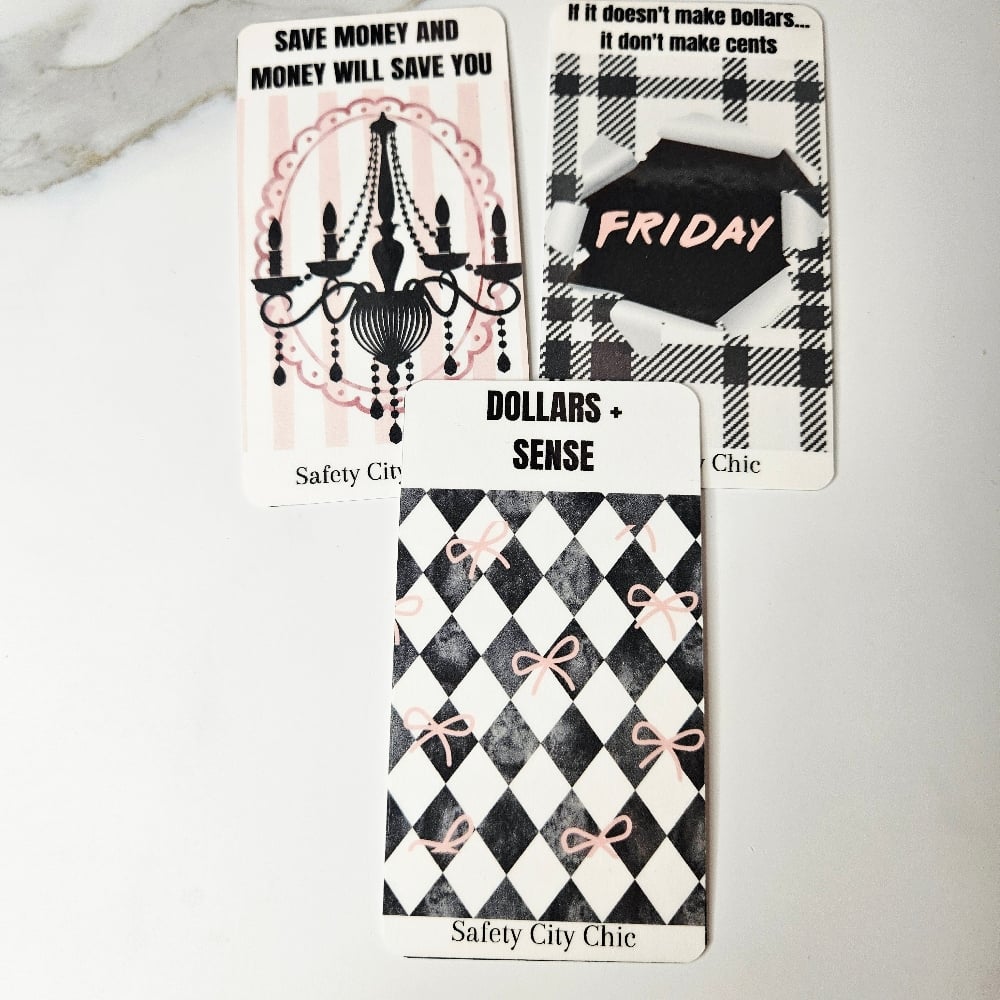 SAVE MONEY AND
MONEY WILL SAVE YOU
Safety City
If it doesn't make Dollars...
it don't make cents
FRIDAY
Chic
DOLLARS +
SENSE
Safety City Chic